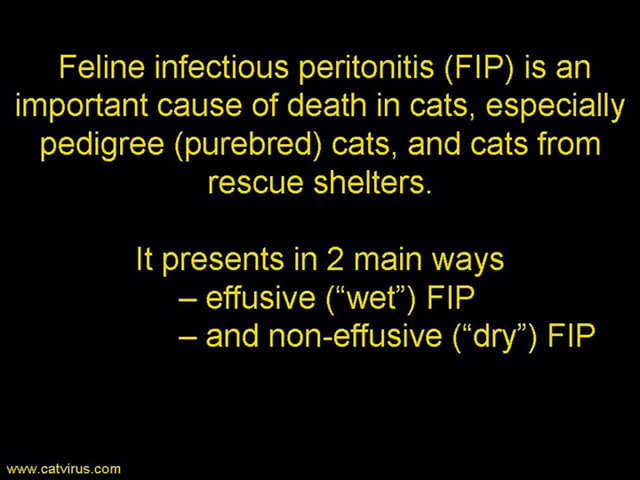 Feline infectious peritonitis (FIP) is an
important cause of death in cats, especially
pedigree (purebred) cats, and cats from
rescue shelters.
It presents in 2 main ways
– effusive (“wet”) FIP
– and non-effusive (“dry”) FIP
www.catvirus.com